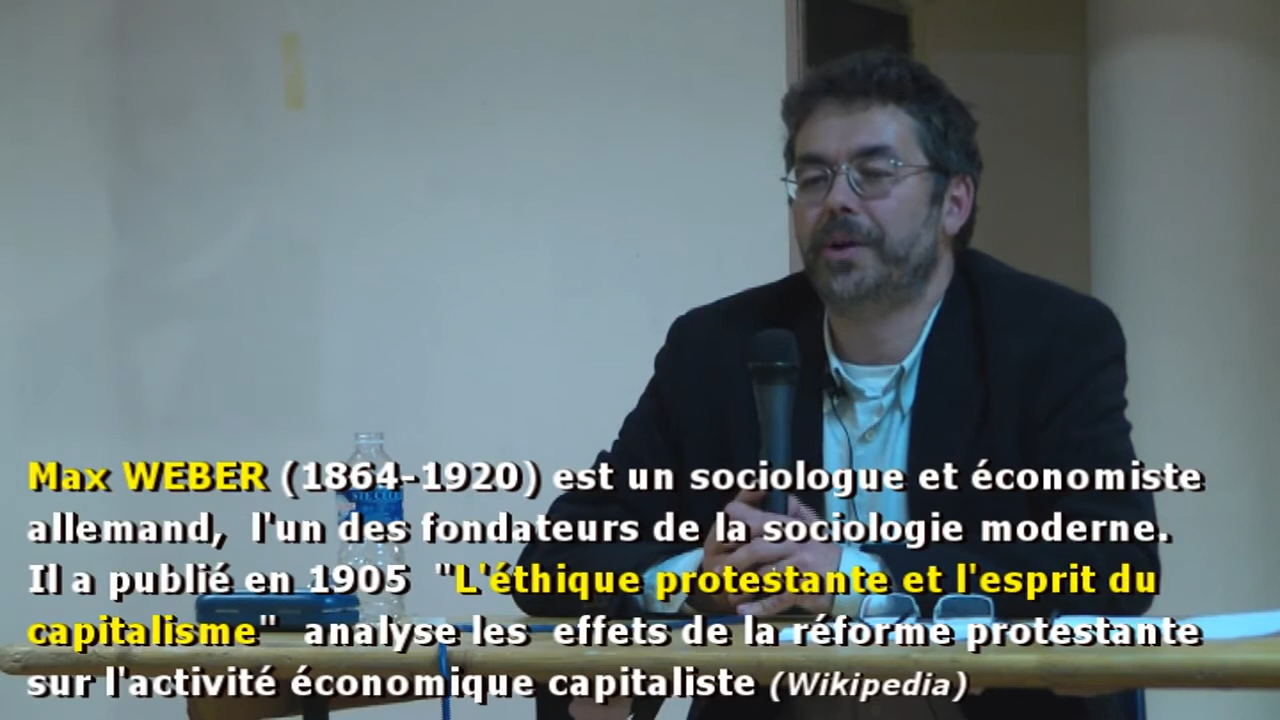 STE CÉCI
Max WEBER (1864-1920) est un sociologue et économiste
allemand, l'un des fondateurs de la sociologie moderne.
Il a publié en 1905 "L'éthique protestante et l'esprit du
capitalisme" analyse les effets de la réforme protestante
sur l'activité économique capitaliste (Wikipedia)